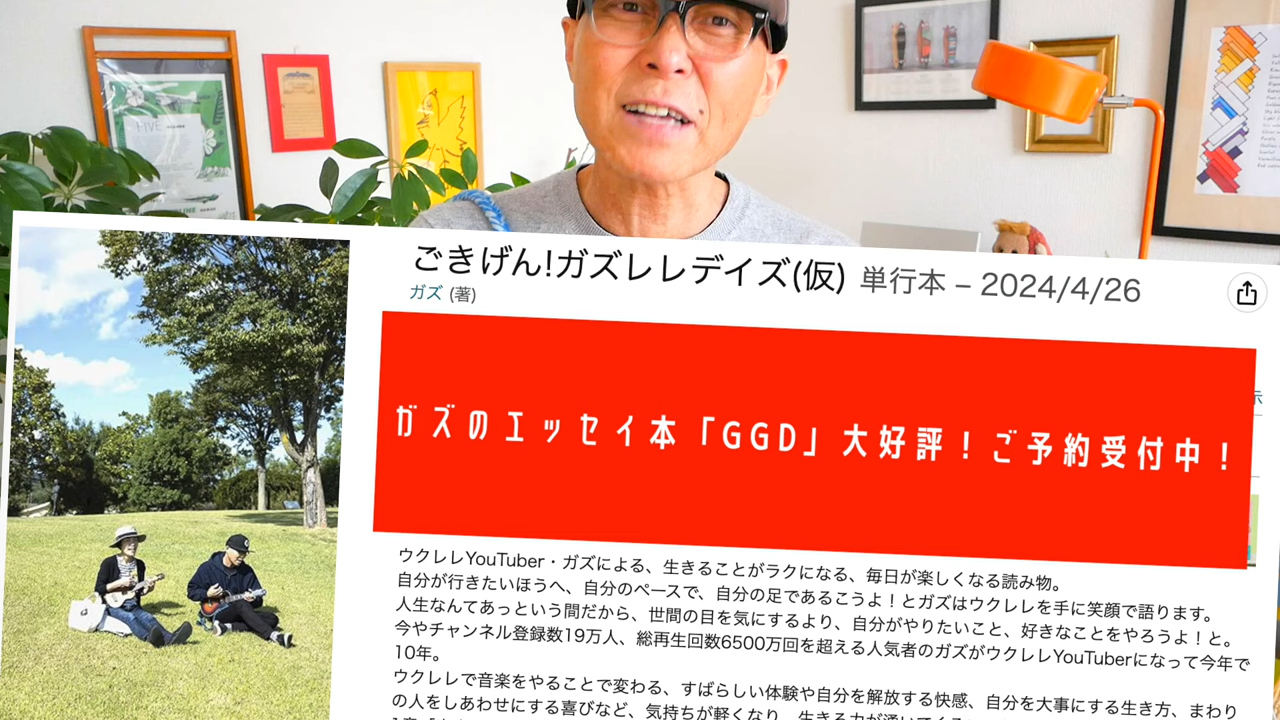 ごきげん!ガズレレデイズ(仮) 単行本 – 2024/4/26
ガズ (著)
ガズのエッセイ本「GGD」大好評！ご予約受付中！
ウクレレYouTuber・ガズによる、生きることがラクになる、毎日が楽しくなる読み物。
自分が行きたいほうへ、自分のペースで、自分の足であるこうよ！とガズはウクレレを手に笑顔で語ります。
人生なんてあっという間だから、世間の目を気にするより、自分がやりたいこと、好きなことをやろうよ！と。
今やチャンネル登録数19万人、総再生回数6500万回を超える人気者のガズがウクレレYouTuberになって今年で
10年。
ウクレレで音楽をやることで変わる、すばらしい体験や自分を解放する快感、自分を大事にする生き方、まわり
の人をしあわせにする喜びなど、気持ちが軽くなり、生きる力が湧いてくる